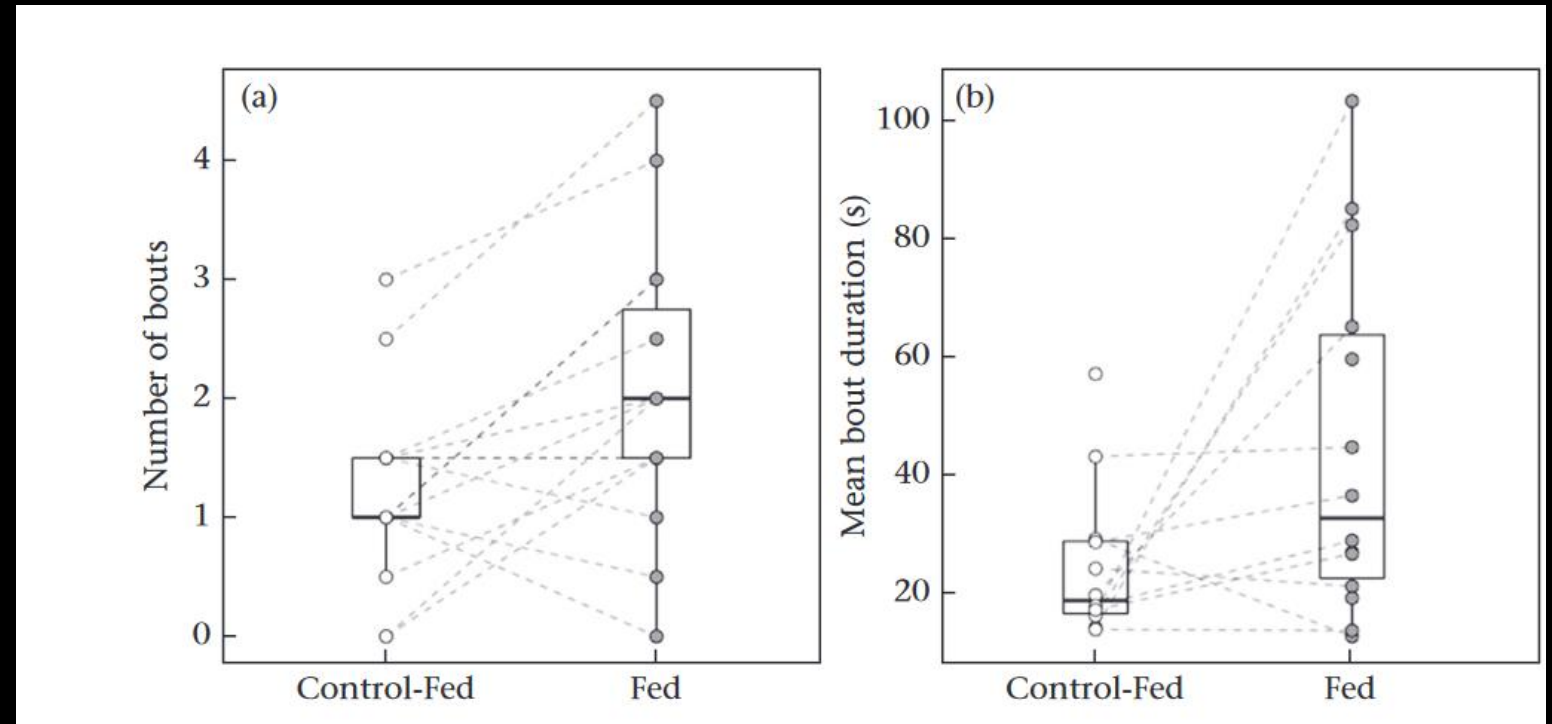 (a)
Number of bouts
4
3
2
1
0
Control-Fed
Fed
(b)
Mean bout duration (s)
100
80
60
40
20
Control-Fed
Fed